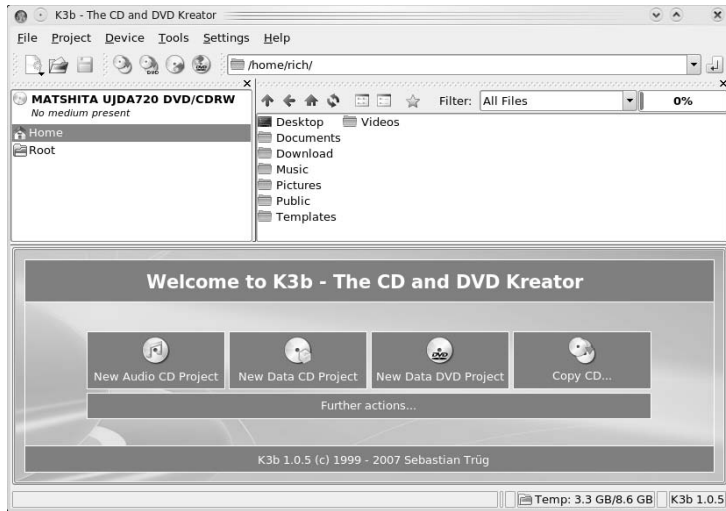 K3b - The CD and DVD Kreator
File Project Device Tools Settings Help
/home/rich/
MATSHITA UJDA720 DVD/CDRW
No medium present
Home
Root
Filter: All Files 0%
Desktop Videos
Documents
Download
Music
Pictures
Public
Templates
Welcome to K3b - The CD and DVD Kreator
New Audio CD Project New Data CD Project New Data DVD Project Copy CD...
Further actions...
K3b 1.0.5 (c) 1999 - 2007 Sebastian Trüg
Temp: 3.3 GB/8.6 GB K3b 1.0.5